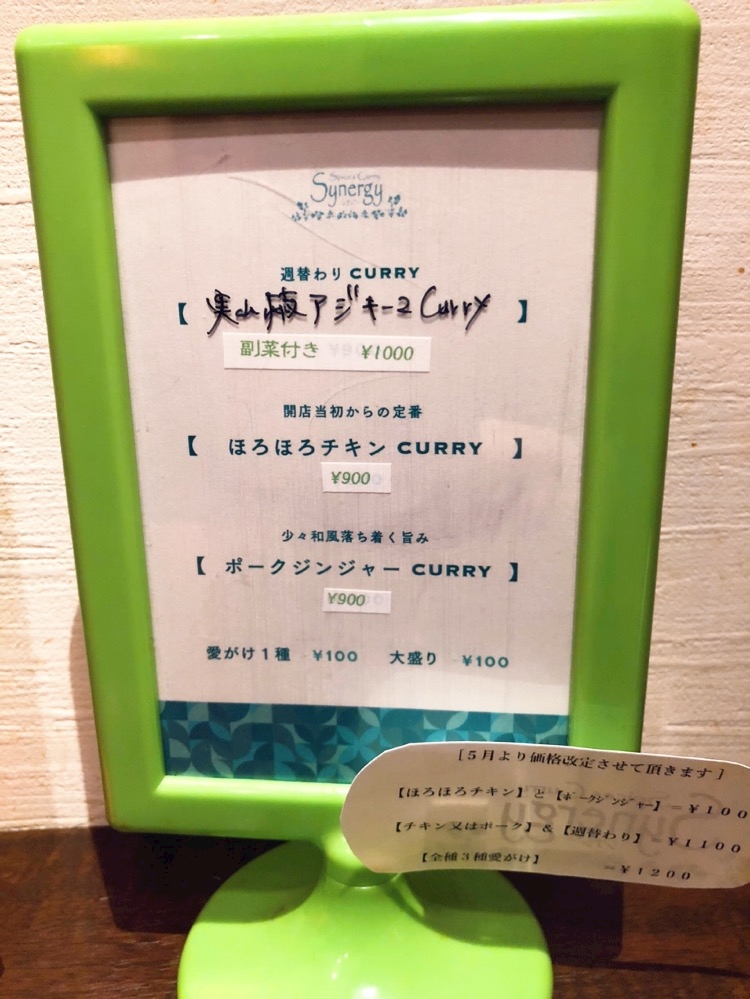 Spice & Curry
Synergy
週替わり CURRY
【 実山椒アジキーマ Curry 】
副菜付き ¥1000
開店当初からの定番
【 ほろほろチキン CURRY 】
¥900
少々和風落ち着く旨み
【 ポークジンジャー CURRY 】
¥900
愛がけ1種 ¥100 大盛り ¥100
[5月より価格改定させて頂きます]
【ほろほろチキン】と【ポークジンジャー】=¥100
【チキン又はポーク】&【週替わり】 ¥1100
【全種3種愛がけ】 =¥1200